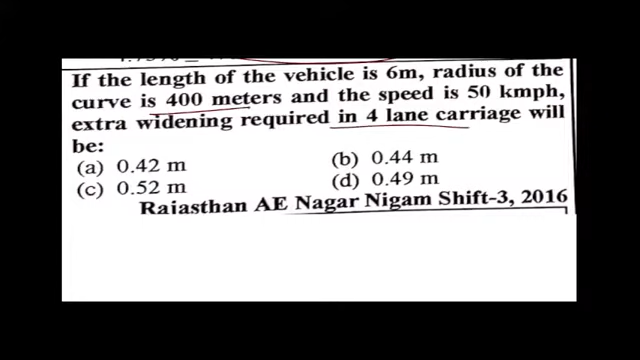 If the length of the vehicle is 6m, radius of the
curve is 400 meters and the speed is 50 kmph,
extra widening required in 4 lane carriage will
be:
(a) 0.42 m (b) 0.44 m
(c) 0.52 m (d) 0.49 m
Rajasthan AE Nagar Nigam Shift-3, 2016